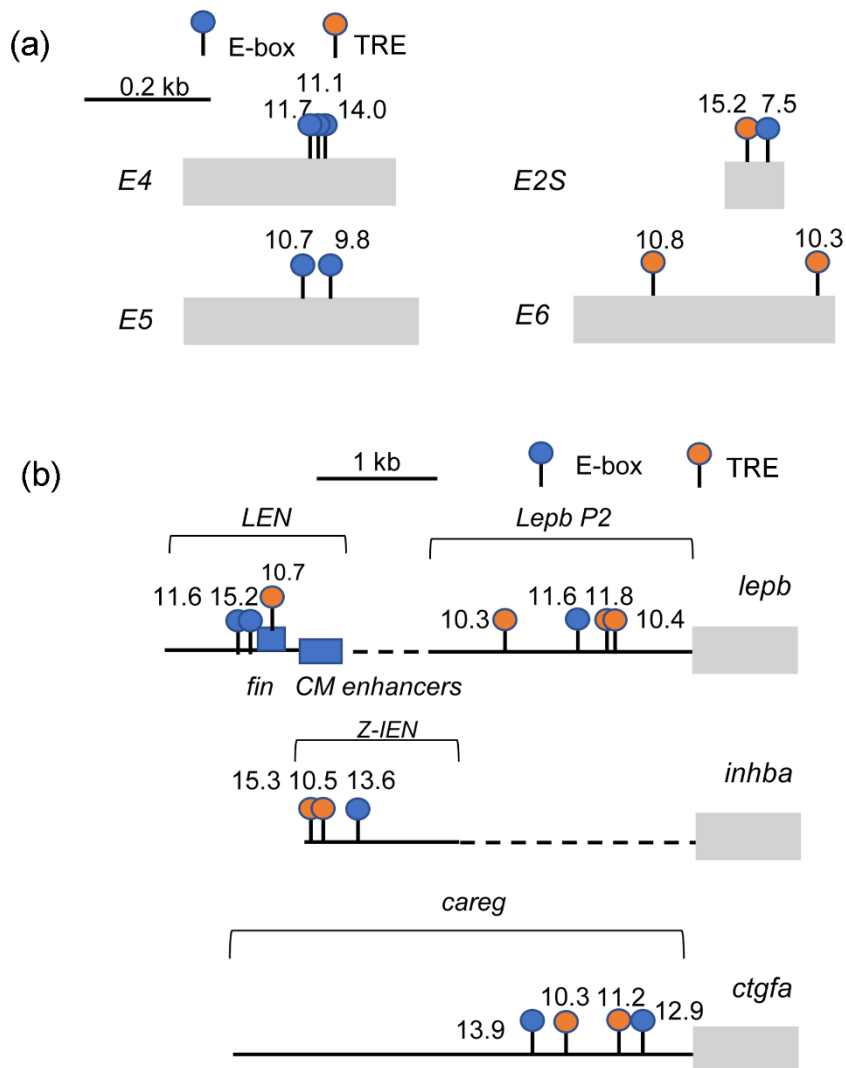 (a)
E-box TRE
0.2 kb
11.1
11.7 14.0
E4
15.2 7.5
E2S
10.7 9.8
E5
10.8 10.3
E6
(b)
1 kb
E-box TRE
LEN Lepb P2
lepb
10.7
11.6 15.2
10.3 11.6 11.8 10.4
fin CM enhancers
Z-IEN
inhba
15.3 10.5 13.6
careg
ctgfa
13.9 10.3 11.2 12.9